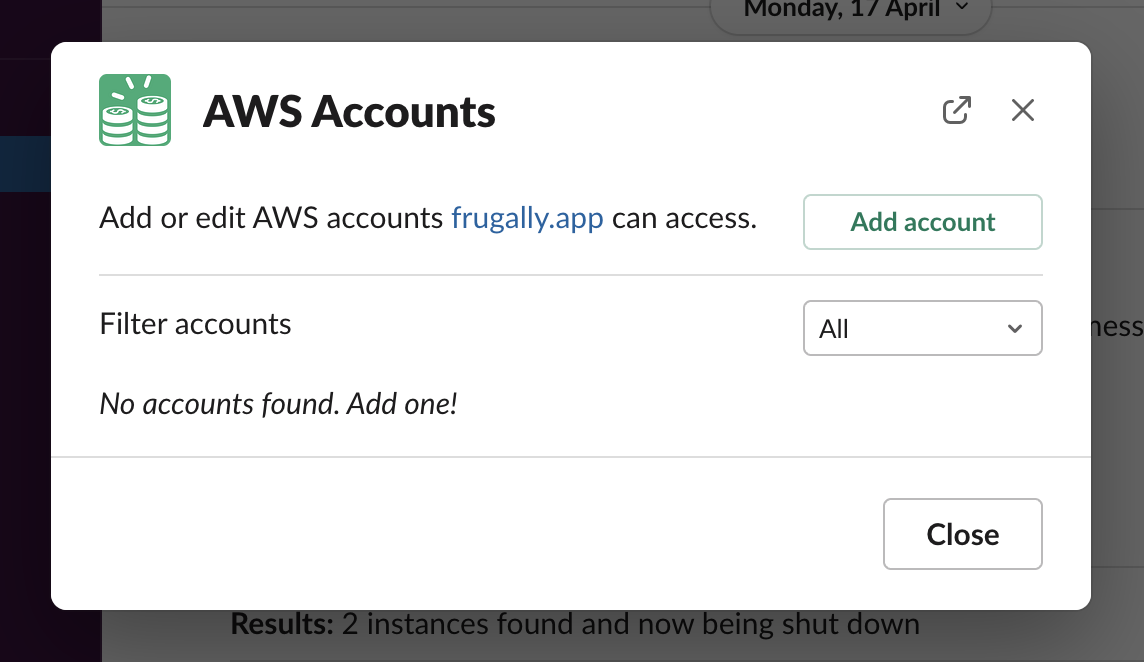 Monday, 17 April
AWS Accounts
Add or edit AWS accounts frugally.app can access.
Add account
Filter accounts
All
ness
No accounts found. Add one!
Close
Results: 2 instances found and now being shut down